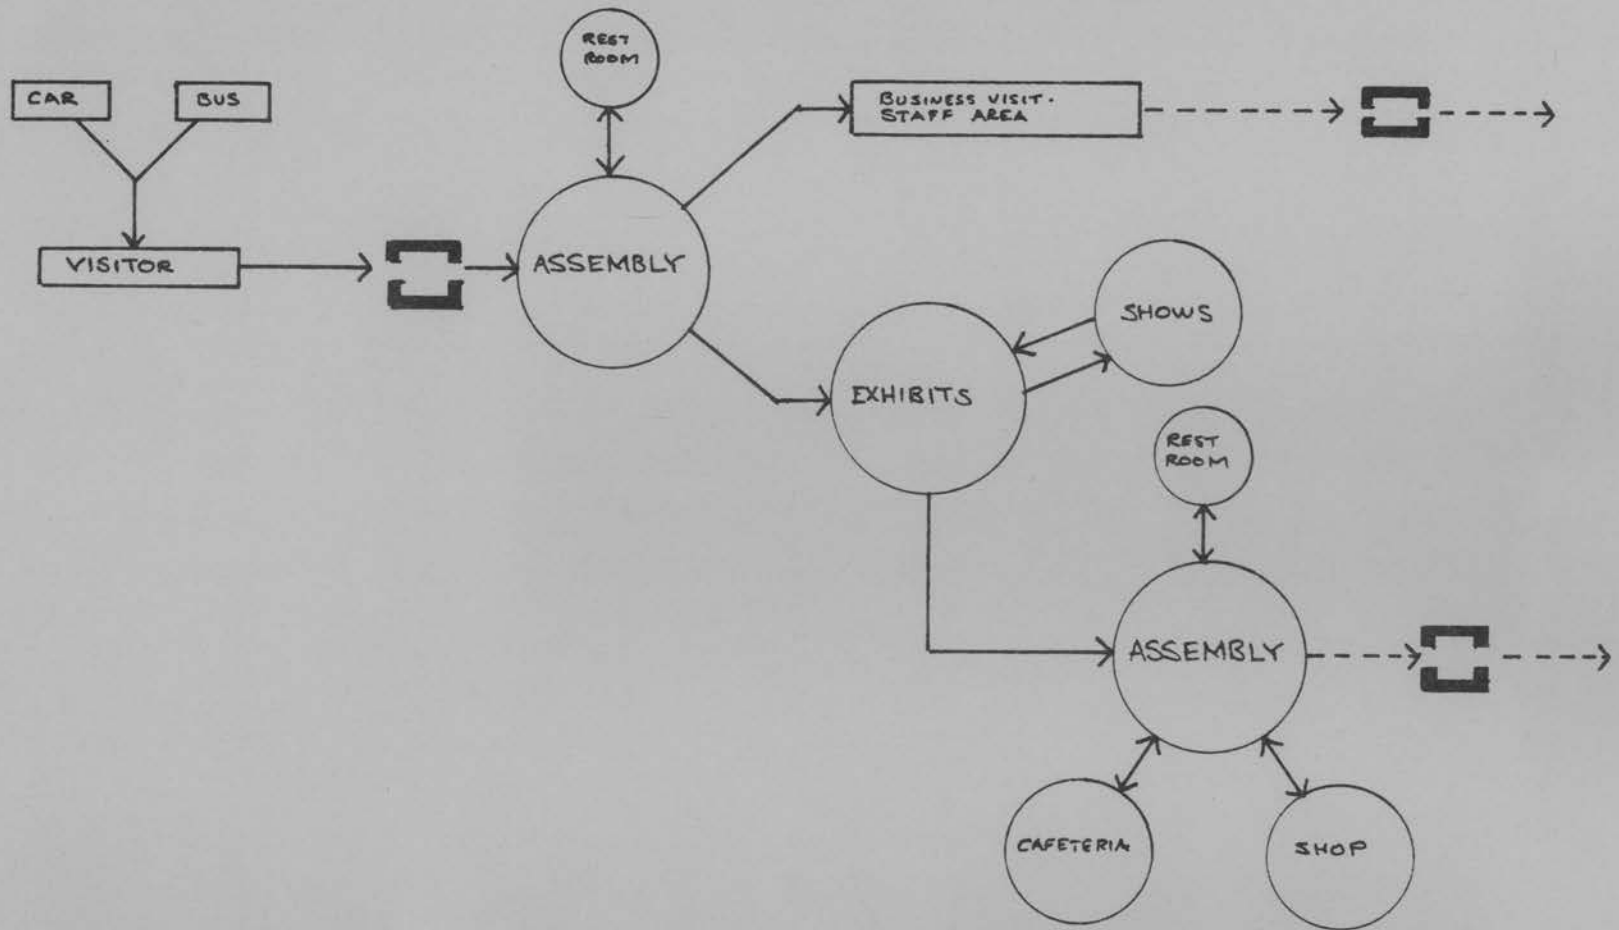 REST
ROOM
CAR
BUS
BUSINESS VISIT.
STAFF AREA
VISITOR
ASSEMBLY
SHOWS
EXHIBITS
REST
ROOM
ASSEMBLY
CAFETERIA
SHOP